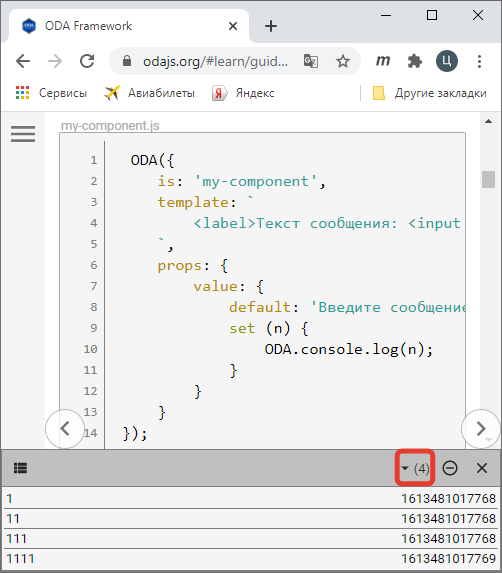 ODA Framework
odajs.org/#learn/guid...
m
Ц
Сервисы
Авиабилеты
Яндекс
Другие закладки
my-component.js
1 ODA({
2 is: 'my-component',
3 template: `
4 <label>Текст сообщения: <input
5 `,
6 props: {
7 value: {
8 default: 'Введите сообщение
9 set (n) {
10 ODA.console.log(n);
11 }
12 }
13 }
14 });
(4)
1 1613481017768
11 1613481017768
111 1613481017768
1111 1613481017769